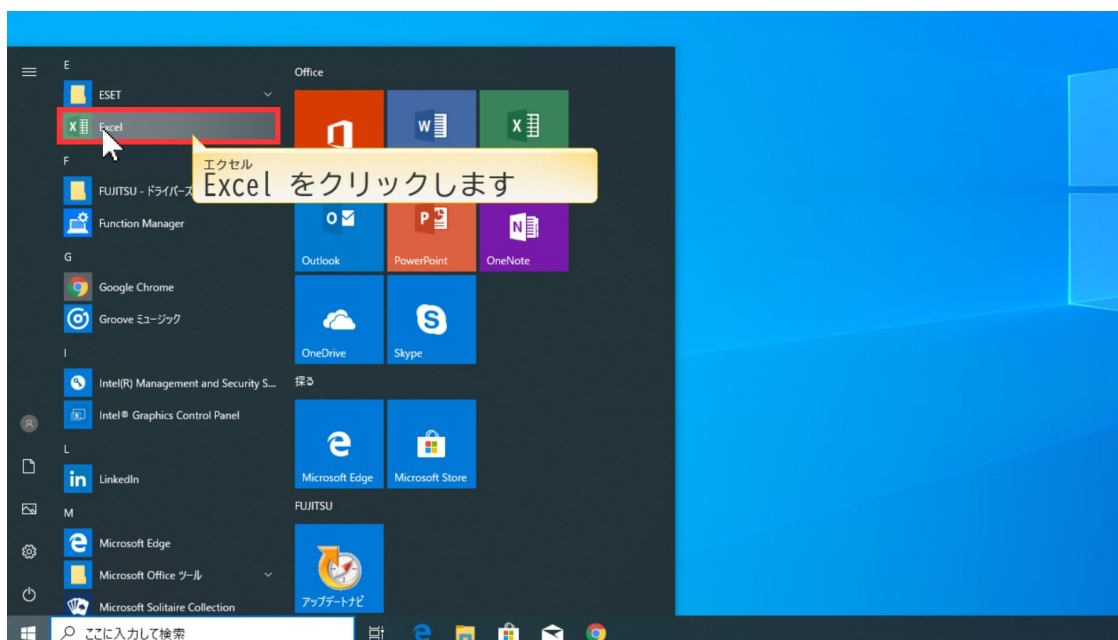 E
ESET
Excel
エクセル
Excel をクリックします
F
FUJITSU - ドライバーズ
Function Manager
G
Google Chrome
Groove ミュージック
I
Intel(R) Management and Security S...
Intel® Graphics Control Panel
L
LinkedIn
M
Microsoft Edge
Microsoft Office ツール
Microsoft Solitaire Collection
Office
Outlook
PowerPoint
OneNote
OneDrive
Skype
探る
Microsoft Edge
Microsoft Store
FUJITSU
アップデートナビ
ここに入力して検索